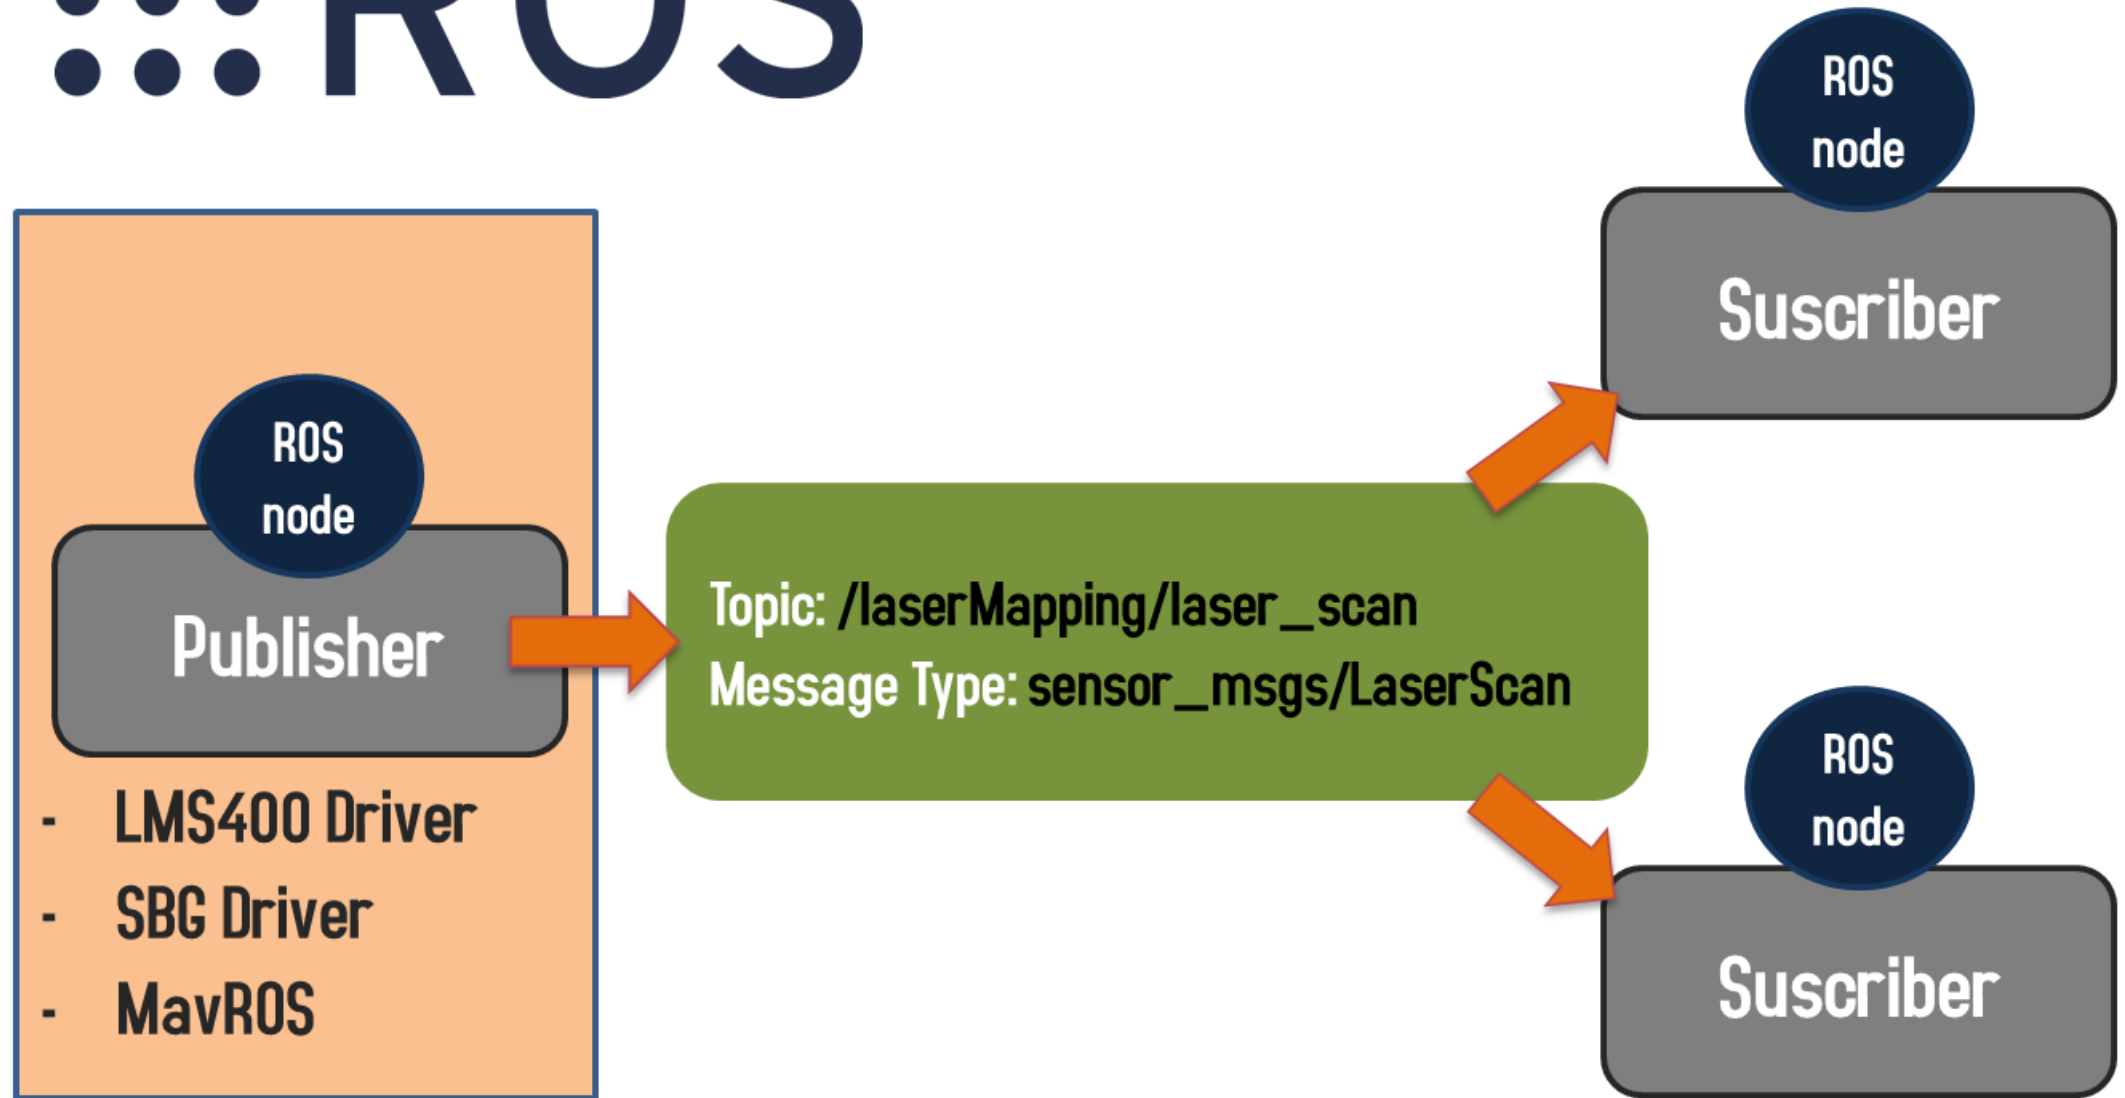 ROS
ROS
node
Publisher
- LMS400 Driver
- SBG Driver
- MavROS
Topic: /laserMapping/laser_scan
Message Type: sensor_msgs/LaserScan
ROS
node
Suscriber
ROS
node
Suscriber